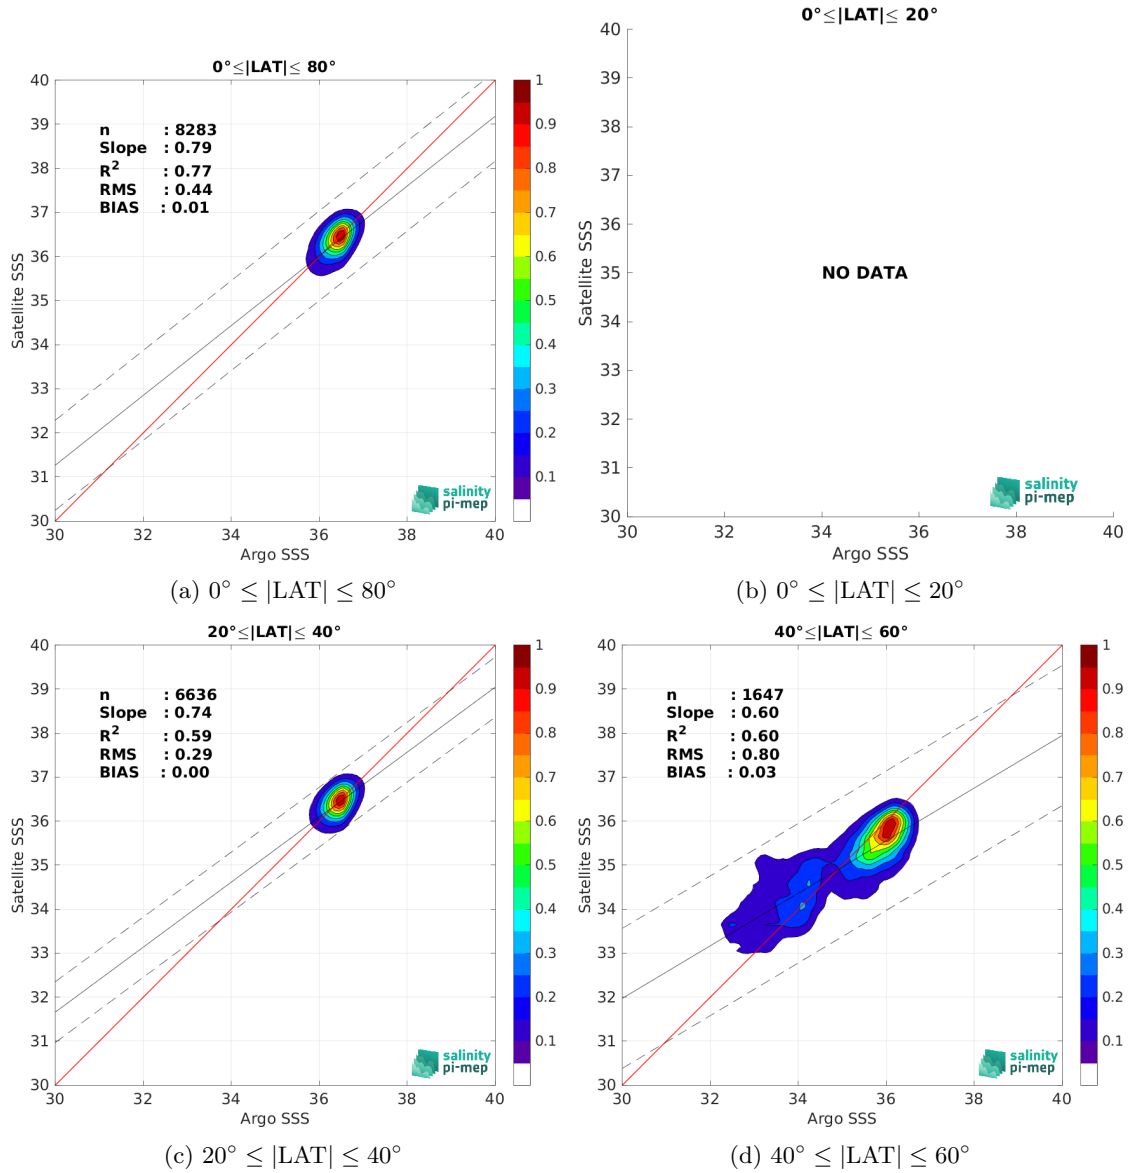 0°≤|LAT|≤ 80°
40
39
38
37
36
35
34
33
32
31
30
Satellite SSS
n : 8283
Slope : 0.79
R2 : 0.77
RMS : 0.44
BIAS : 0.01
salinity
pi-mep
30 32 34 36 38 40
Argo SSS
1
0.9
0.8
0.7
0.6
0.5
0.4
0.3
0.2
0.1
(a) 0° ≤ |LAT| ≤ 80°
0°≤|LAT|≤ 20°
40
39
38
37
36
35
34
33
32
31
30
Satellite SSS
NO DATA
salinity
pi-mep
30 32 34 36 38 40
Argo SSS
(b) 0° ≤ |LAT| ≤ 20°
20°≤|LAT|≤ 40°
40
39
38
37
36
35
34
33
32
31
30
Satellite SSS
n : 6636
Slope : 0.74
R2 : 0.59
RMS : 0.29
BIAS : 0.00
salinity
pi-mep
30 32 34 36 38 40
Argo SSS
1
0.9
0.8
0.7
0.6
0.5
0.4
0.3
0.2
0.1
(c) 20° ≤ |LAT| ≤ 40°
40°≤|LAT|≤ 60°
40
39
38
37
36
35
34
33
32
31
30
Satellite SSS
n : 1647
Slope : 0.60
R2 : 0.60
RMS : 0.80
BIAS : 0.03
salinity
pi-mep
30 32 34 36 38 40
Argo SSS
1
0.9
0.8
0.7
0.6
0.5
0.4
0.3
0.2
0.1
(d) 40° ≤ |LAT| ≤ 60°